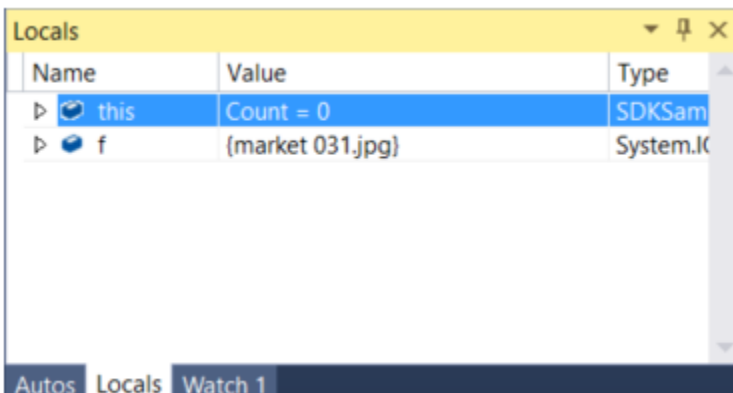 Locals
Name Value Type
this Count = 0 SDKSam
f {market 031.jpg} System.I
Autos Locals Watch 1